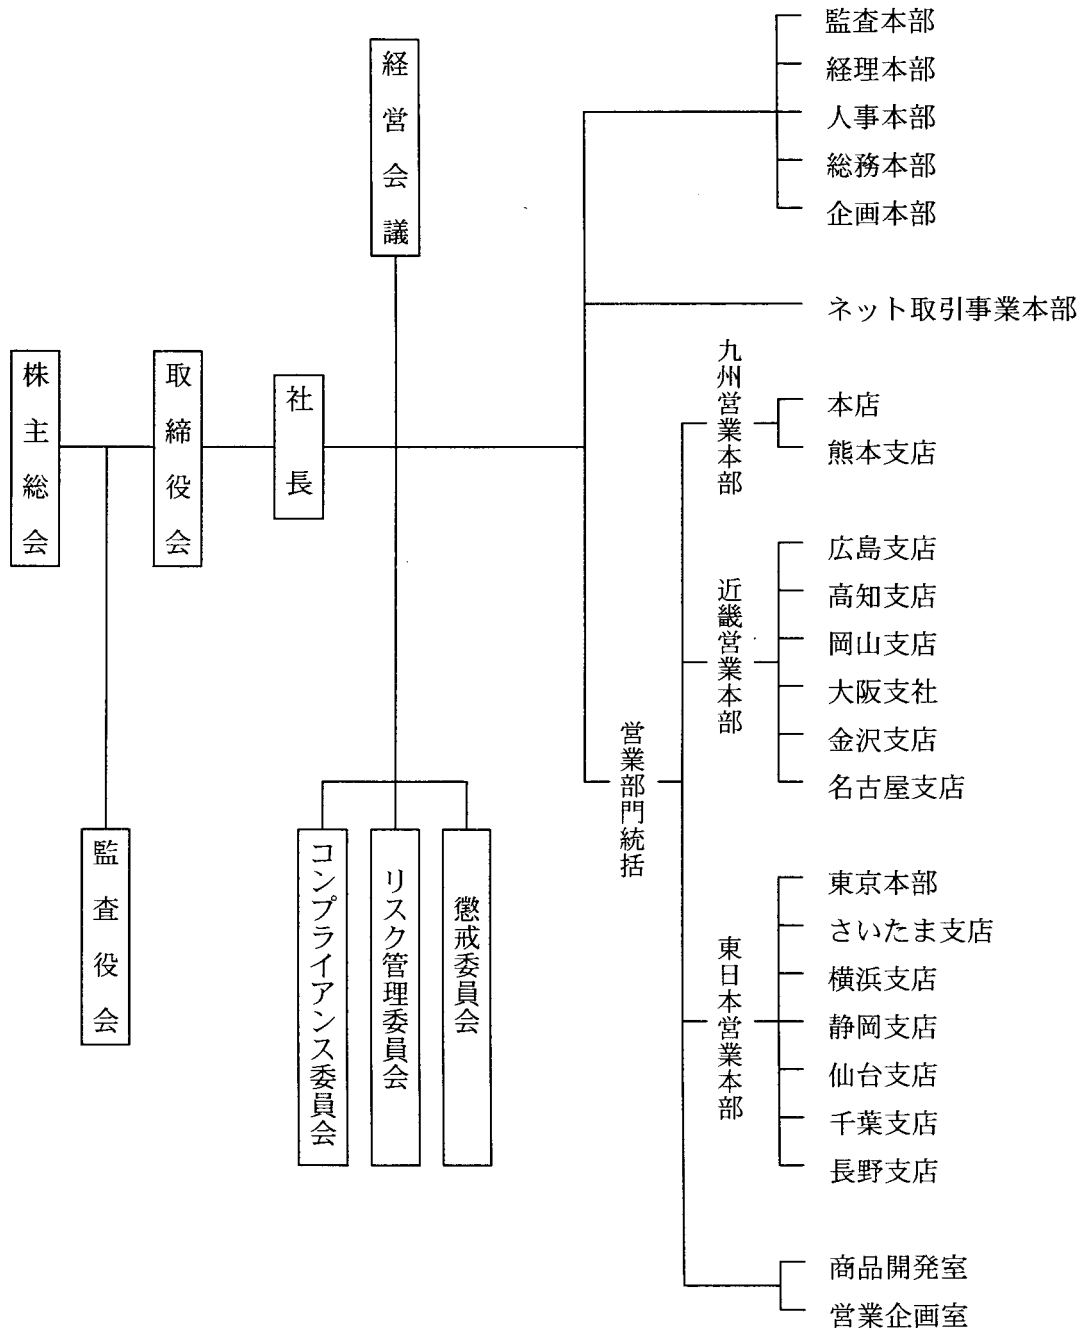 株主総会
監査役会
取締役会
社長
経営会議
コンプライアンス委員会
リスク管理委員会
懲戒委員会
監査本部
経理本部
人事本部
総務本部
企画本部
ネット取引事業本部
営業部門統括
九州営業本部
本店
熊本支店
近畿営業本部
広島支店
高知支店
岡山支店
大阪支社
金沢支店
名古屋支店
東日本営業本部
東京本部
さいたま支店
横浜支店
静岡支店
仙台支店
千葉支店
長野支店
商品開発室
営業企画室